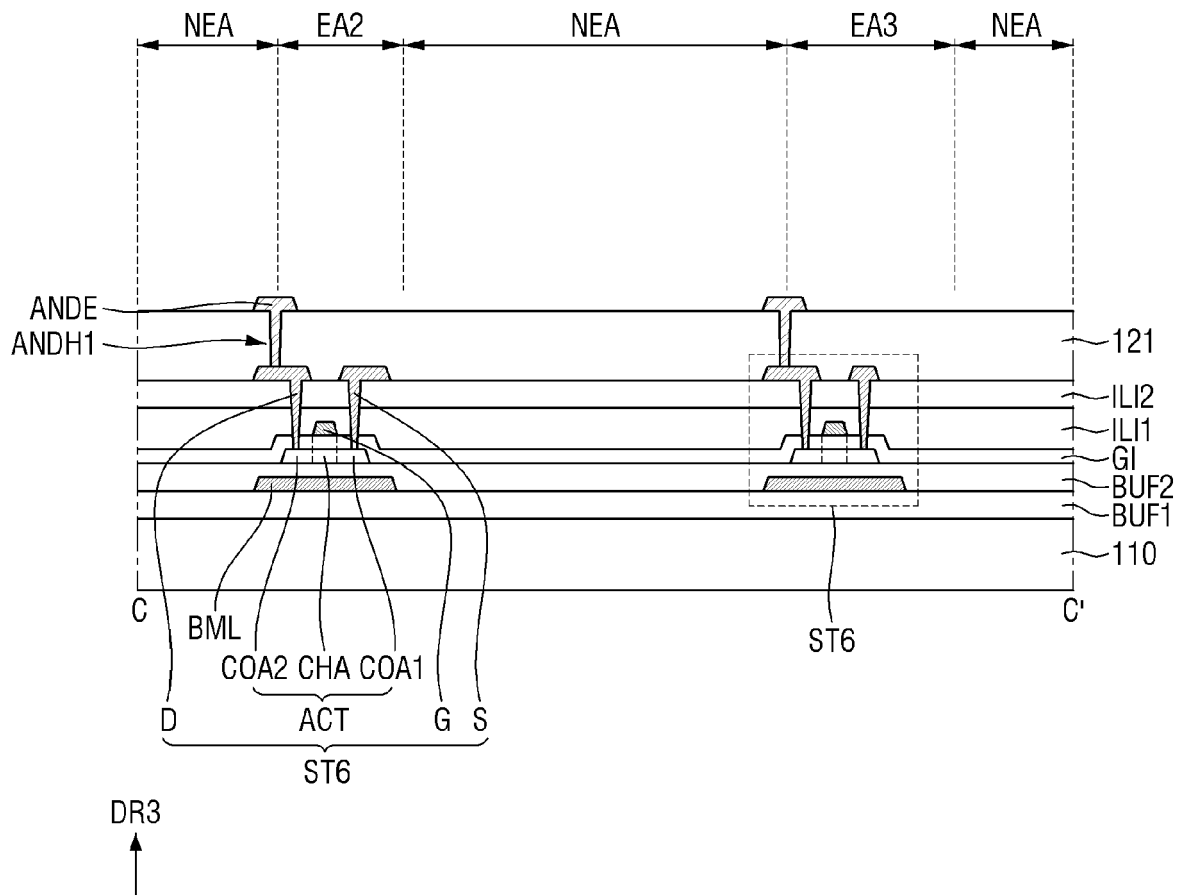 NEA EA2 NEA EA3 NEA
ANDE
ANDH1
121
ILI2
ILI1
GI
BUF2
BUF1
110
C C'
BML
ST6
COA2 CHA COA1
D ACT G S
ST6
DR3